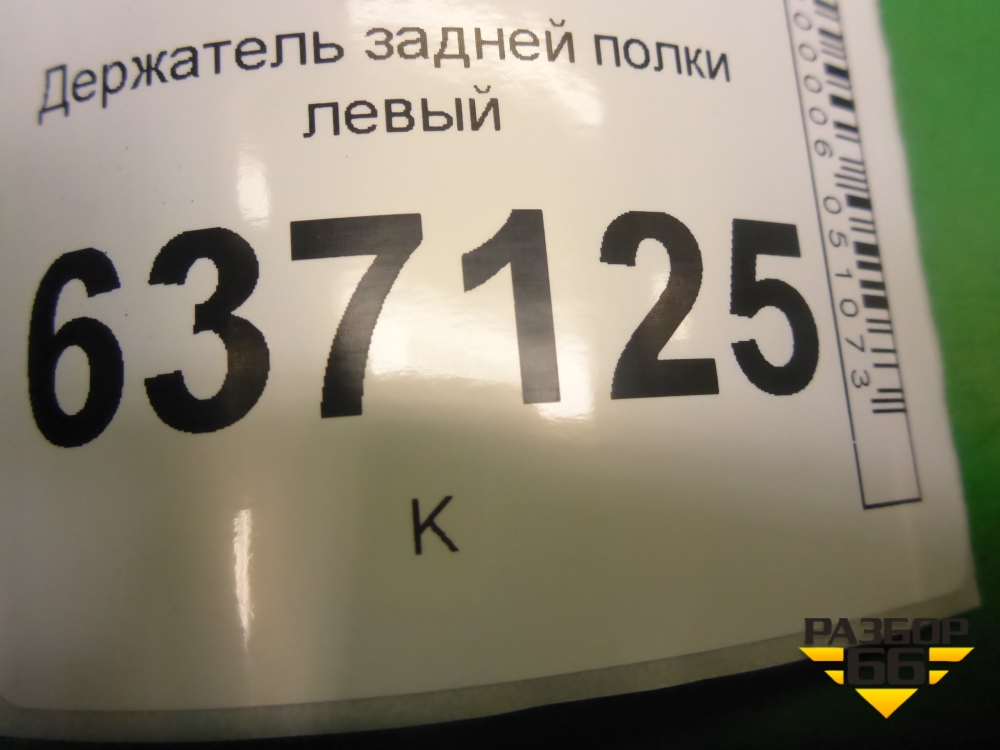 Держатель задней полки
левый
637125
К
000006051073
РАЗБОР
66